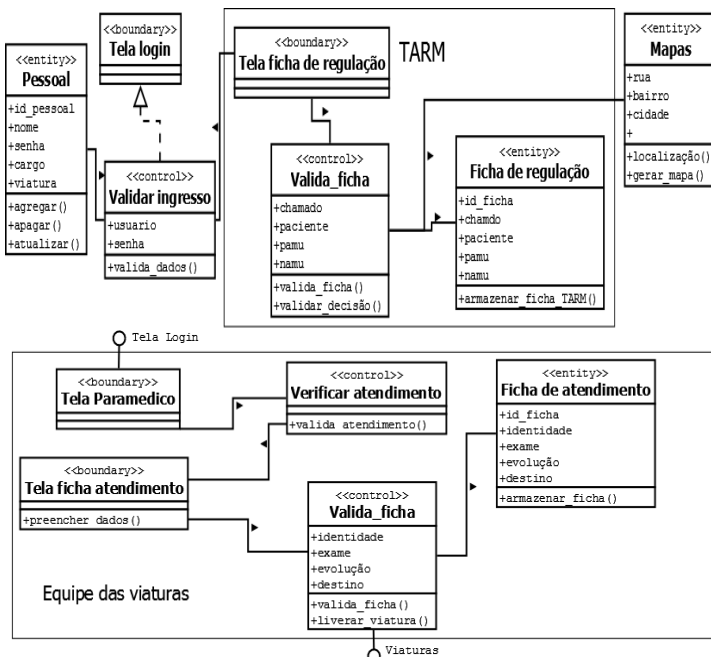 <<entity>>
Pessoal
+id_pessoal
+nome
+senha
+cargo
+viatura
+agregar()
+apagar()
+atualizar()
<<boundary>>
Tela login
<<control>>
Validar ingresso
+usuario
+senha
+valida_dados()
<<boundary>>
Tela ficha de regulação
TARM
<<control>>
Valida_ficha
+chamado
+paciente
+pamu
+namu
+valida_ficha()
+validar_decisão()
<<entity>>
Ficha de regulação
+id_ficha
+chamdo
+paciente
+pamu
+namu
+armazenar_ficha_TARM()
<<entity>>
Mapas
+rua
+bairro
+cidade
+
+localização()
+gerar_mapa()
Tela Login
<<boundary>>
Tela Paramedico
<<control>>
Verificar atendimento
+valida atendimento()
<<entity>>
Ficha de atendimento
+id_ficha
+identidade
+exame
+evolução
+destino
+armazenar_ficha()
<<boundary>>
Tela ficha atendimento
+preencher dados()
<<control>>
Valida_ficha
+identidade
+exame
+evolução
+destino
+valida_ficha()
+liverar_viatura()
Equipe das viaturas
Viaturas